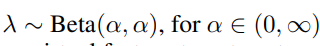 λ ∼ Beta(α, α), for α ∈ (0, ∞)